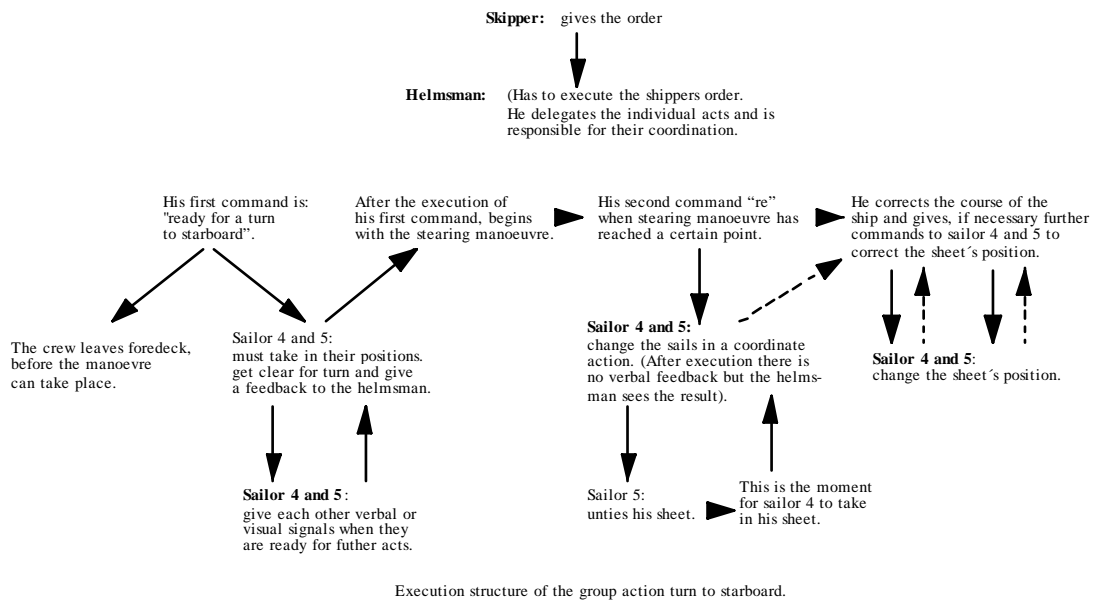 Skipper: gives the order
Helmsman: (Has to execute the shippers order.
He delegates the individual acts and is
responsible for their coordination.
His first command is:
"ready for a turn
to starboard”.
After the execution of
his first command, begins
with the stearing manoeuvre.
His second command “re”
when stearing manoeuvre has
reached a certain point.
He corrects the course of the
ship and gives, if necessary further
commands to sailor 4 and 5 to
correct the sheet´s position.
The crew leaves foredeck,
before the manoevre
can take place.
Sailor 4 and 5:
must take in their positions.
get clear for turn and give
a feedback to the helmsman.
Sailor 4 and 5:
change the sails in a coordinate
action. (After execution there is
no verbal feedback but the helms-
man sees the result).
Sailor 4 and 5:
change the sheet´s position.
Sailor 4 and 5:
give each other verbal or
visual signals when they
are ready for futher acts.
Sailor 5:
unties his sheet.
This is the moment
for sailor 4 to take
in his sheet.
Execution structure of the group action turn to starboard.